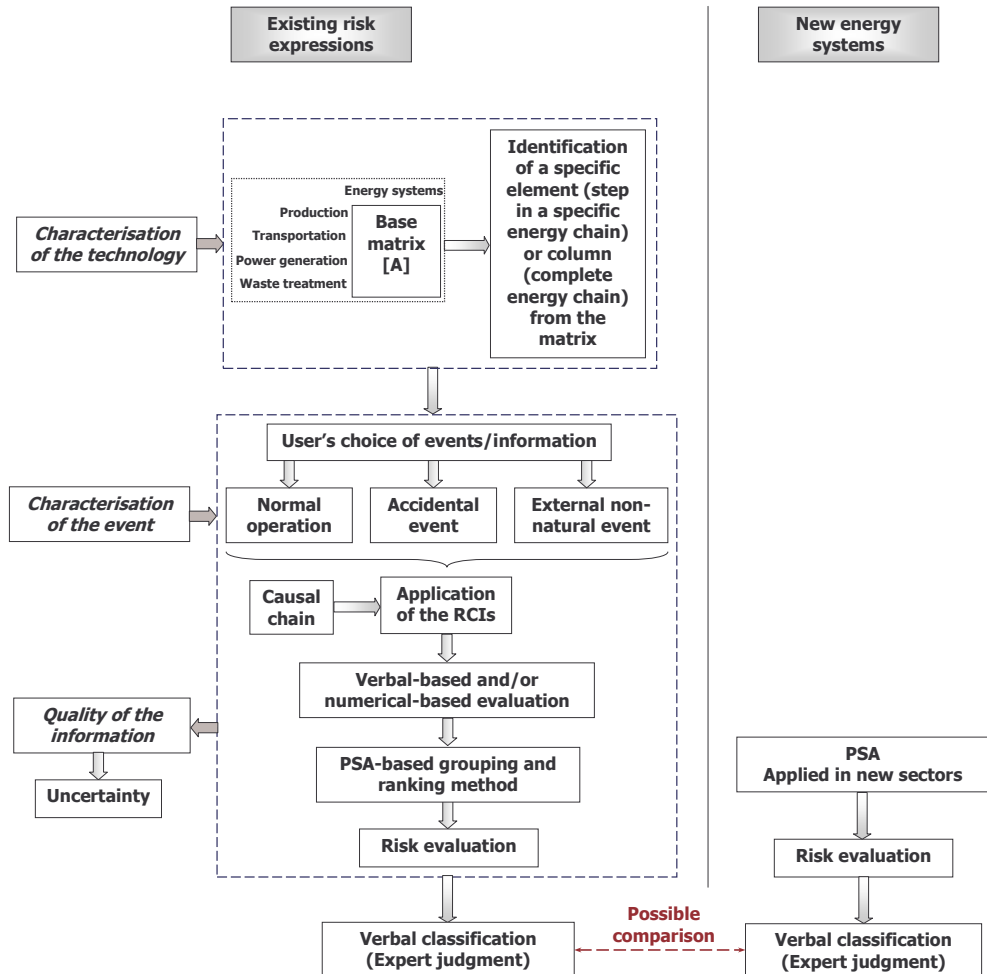 Existing risk
expressions
New energy
systems
Characterisation
of the technology
Energy systems
Production
Transportation
Power generation
Waste treatment
Base
matrix
[A]
Identification
of a specific
element (step
in a specific
energy chain)
or column
(complete
energy chain)
from the
matrix
User's choice of events/information
Characterisation
of the event
Normal
operation
Accidental
event
External non-
natural event
Causal
chain
Application
of the RCIs
Verbal-based and/or
numerical-based evaluation
Quality of the
information
Uncertainty
PSA-based grouping and
ranking method
Risk evaluation
Verbal classification
(Expert judgment)
Possible
comparison
PSA
Applied in new sectors
Risk evaluation
Verbal classification
(Expert judgment)